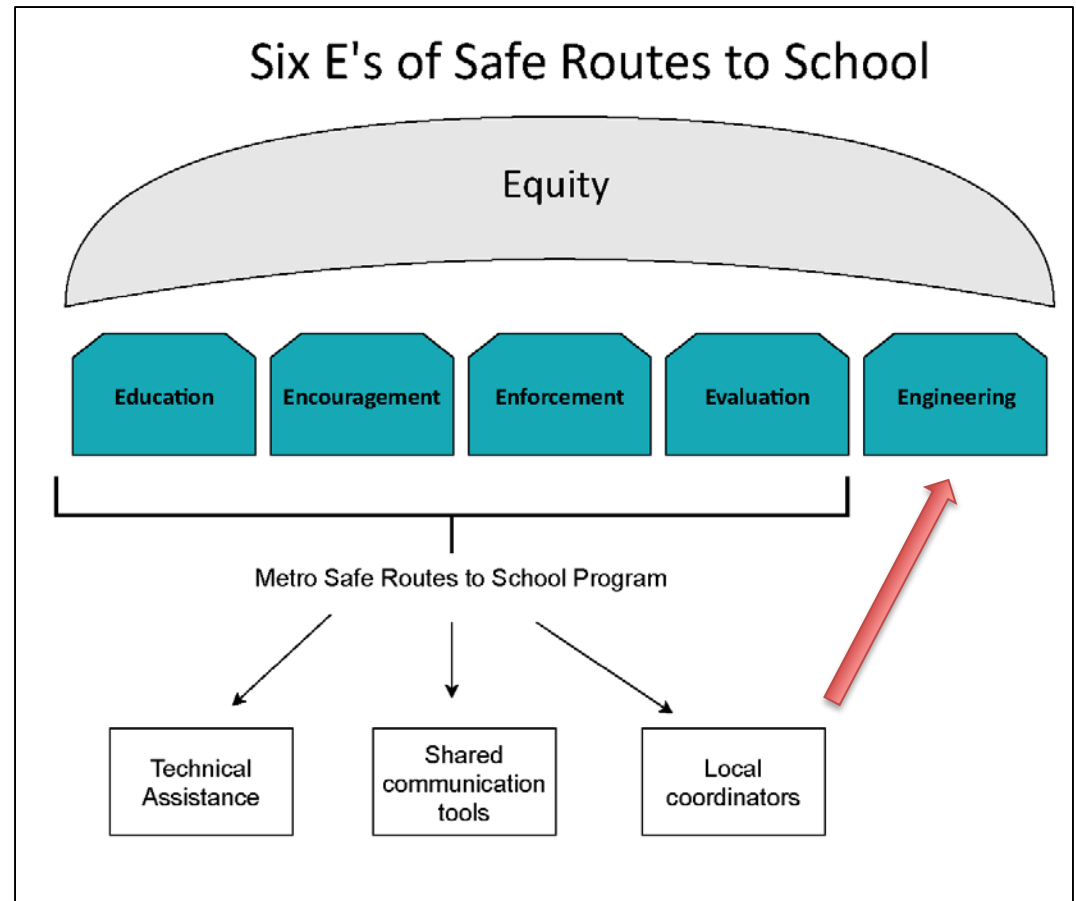 Six E's of Safe Routes to School
Equity
Education
Encouragement
Enforcement
Evaluation
Engineering
Metro Safe Routes to School Program
Technical
Assistance
Shared
communication
tools
Local
coordinators